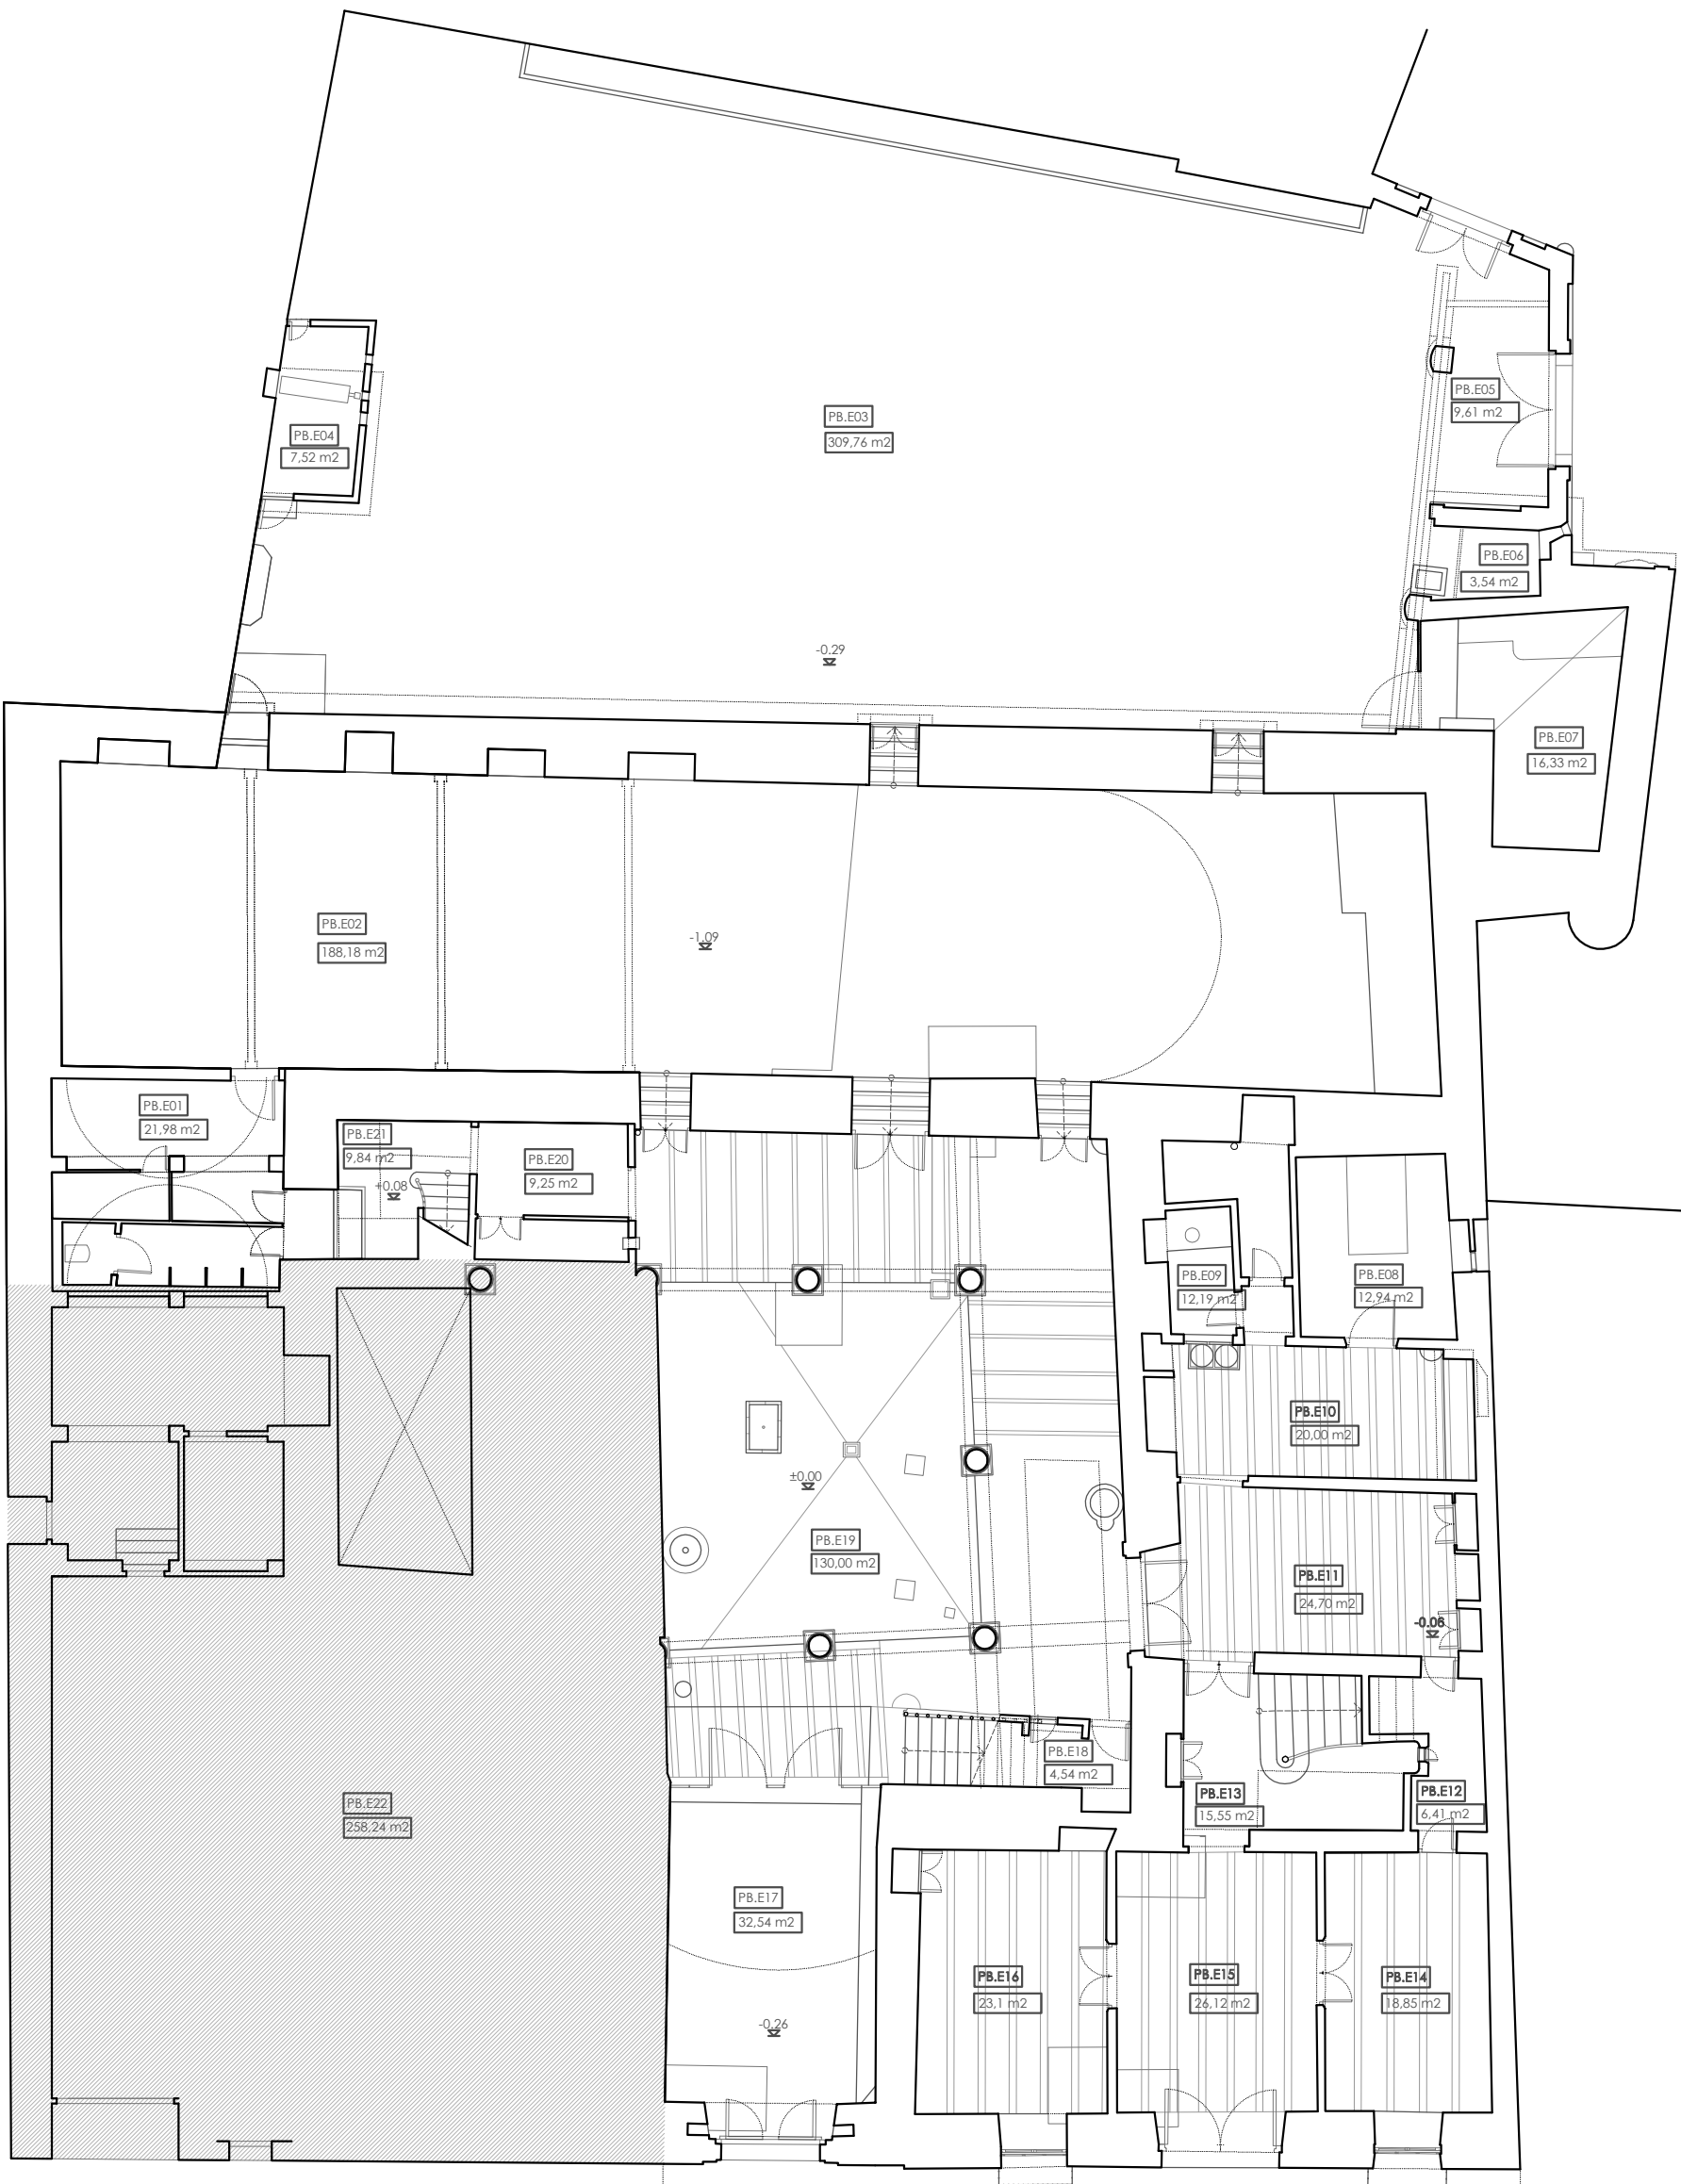 PB.E03
309,76 m2
PB.E05
9,61 m2
PB.E04
7,52 m2
PB.E06
3,54 m2
-0.29
PB.E07
16,33 m2
PB.E02
188,18 m2
-1.09
PB.E01
21,98 m2
PB.E21
9,84 m2
+0.08
PB.E20
9,25 m2
PB.E09
12,19 m2
PB.E08
12,94 m2
PB.E10
20,00 m2
±0.00
PB.E19
130,00 m2
PB.E11
24,70 m2
-0.06
PB.E18
4,54 m2
PB.E13
15,55 m2
PB.E12
6,41 m2
PB.E22
258,24 m2
PB.E17
32,54 m2
-0.26
PB.E16
23,1 m2
PB.E15
26,12 m2
PB.E14
18,85 m2